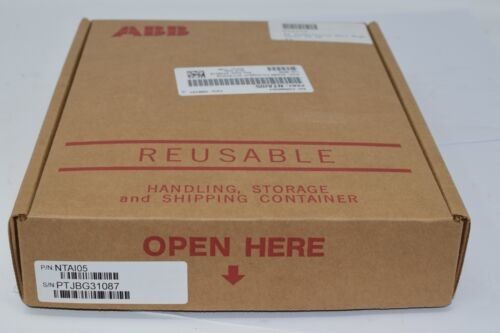 ABB
REUSABLE
HANDLING, STORAGE
and SHIPPING CONTAINER
OPEN HERE
P/N: NTAI05
S/N: PTJBG31087